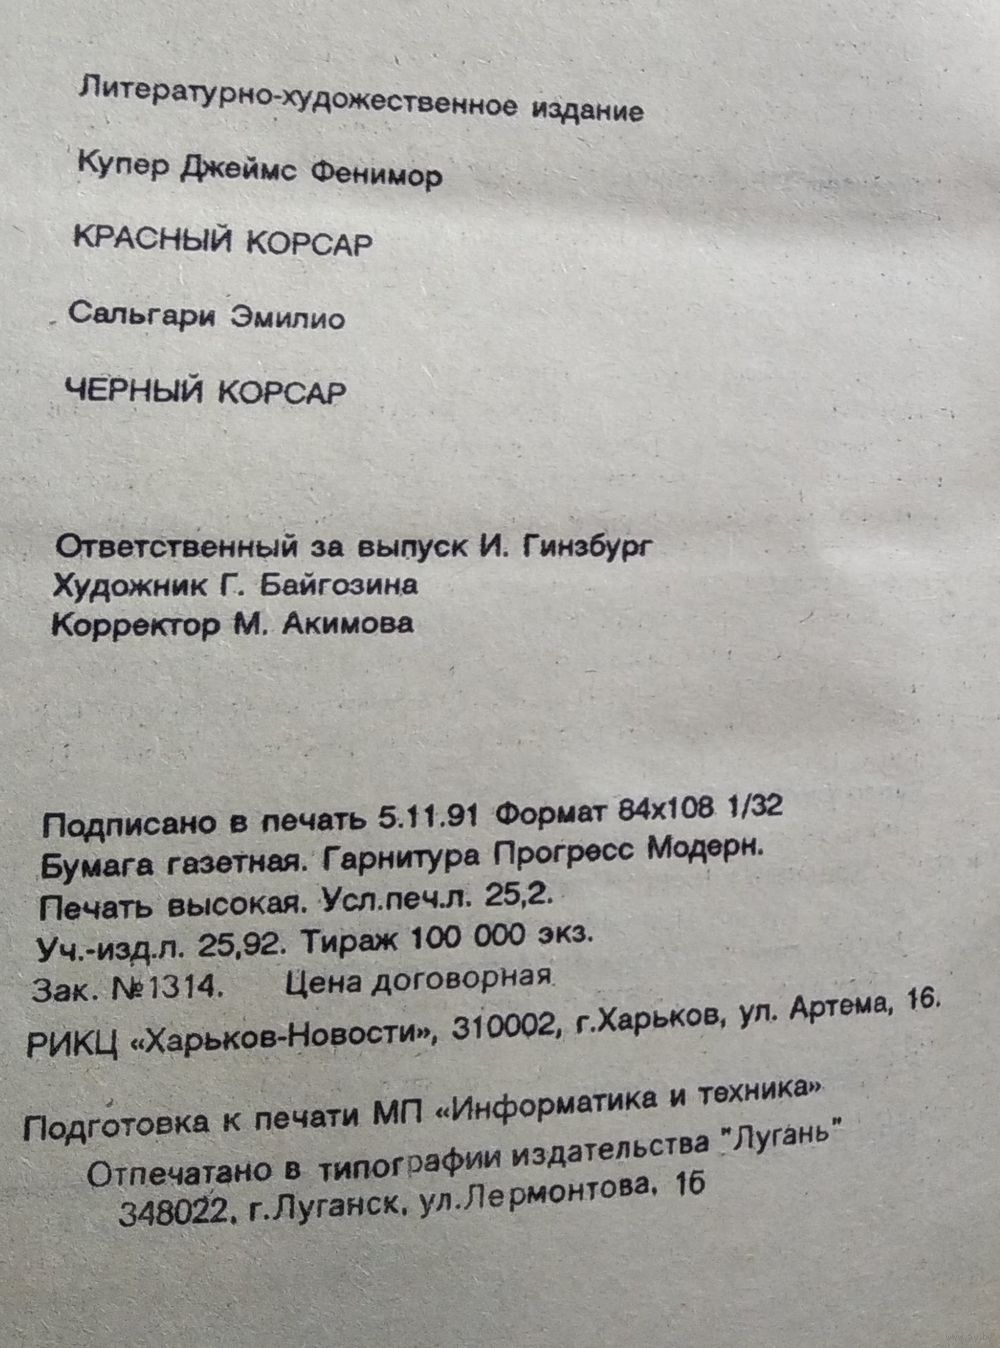 Литературно-художественное издание
Купер Джеймс Фенимор
КРАСНЫЙ КОРСАР
Сальгари Эмилио
ЧЕРНЫЙ КОРСАР
Ответственный за выпуск И. Гинзбург
Художник Г. Байгозина
Корректор М. Акимова
Подписано в печать 5.11.91 Формат 84х108 1/32
Бумага газетная. Гарнитура Прогресс Модерн.
Печать высокая. Усл.печ.л. 25,2.
Уч.-изд.л. 25,92. Тираж 100 000 экз.
Зак. №1314. Цена договорная
РИКЦ «Харьков-Новости», 310002, г.Харьков, ул. Артема, 16.
Подготовка к печати МП «Информатика и техника»
Отпечатано в типографии издательства "Лугань"
348022, г.Луганск, ул.Лермонтова, 1б